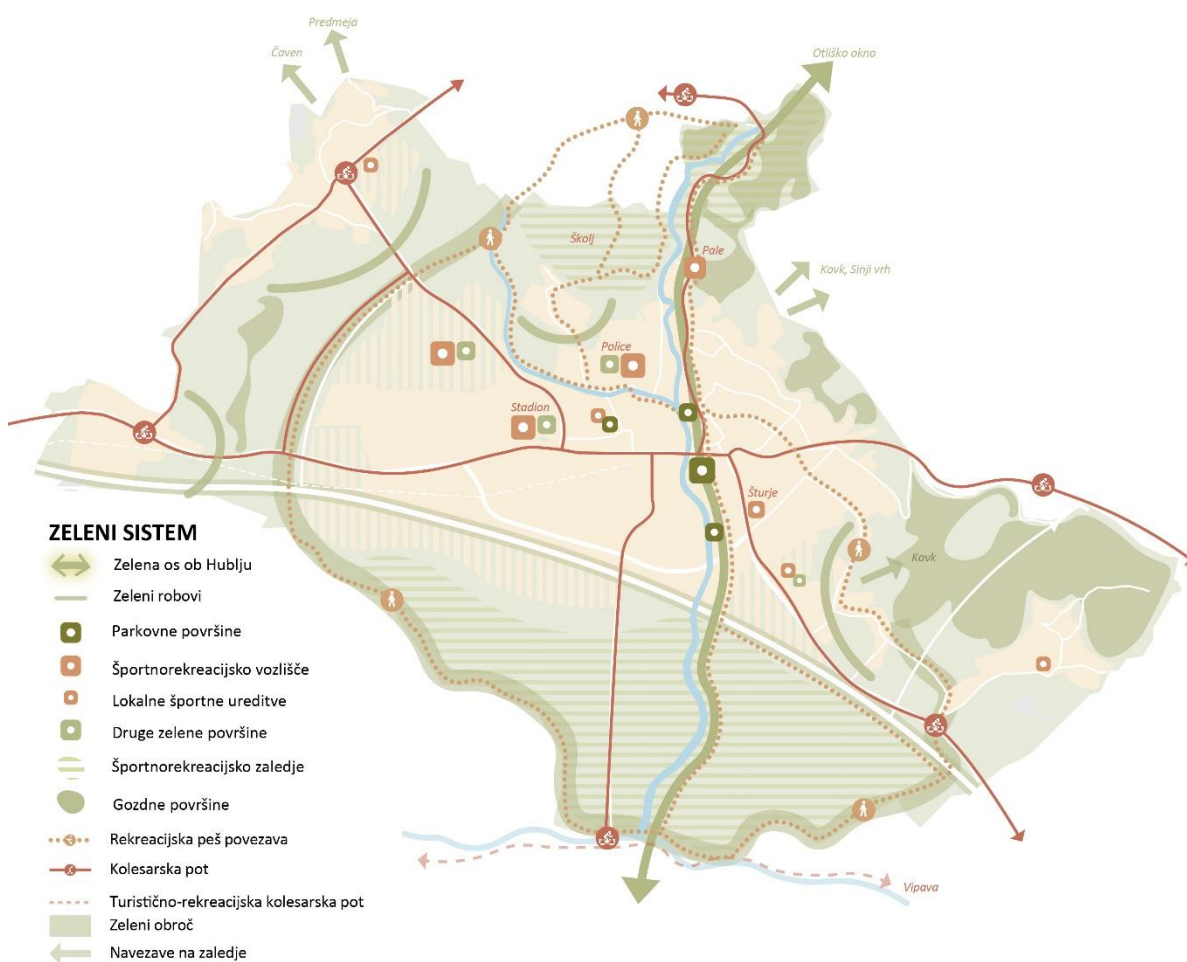 Predmeja
Čaven
Otliško okno
Školj
Pale
Kovk, Sinji vrh
Police
Stadion
Šturje
Kovk
Vipava
ZELENI SISTEM
Zelena os ob Hublju
Zeleni robovi
Parkovne površine
Športnorekreacijsko vozlišče
Lokalne športne ureditve
Druge zelene površine
Športnorekreacijsko zaledje
Gozdne površine
Rekreacijska peš povezava
Kolesarska pot
Turistično-rekreacijska kolesarska pot
Zeleni obroč
Navezave na zaledje